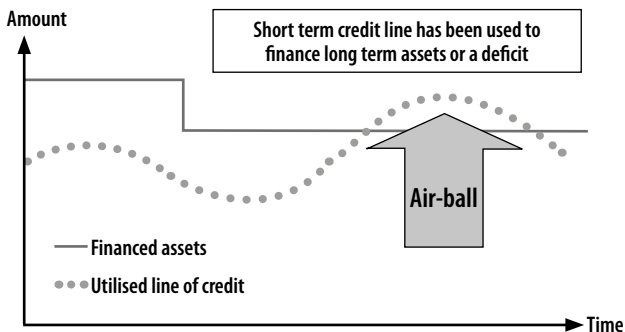 Amount
Short term credit line has been used to
finance long term assets or a deficit
Air-ball
Financed assets
Utilised line of credit
Time